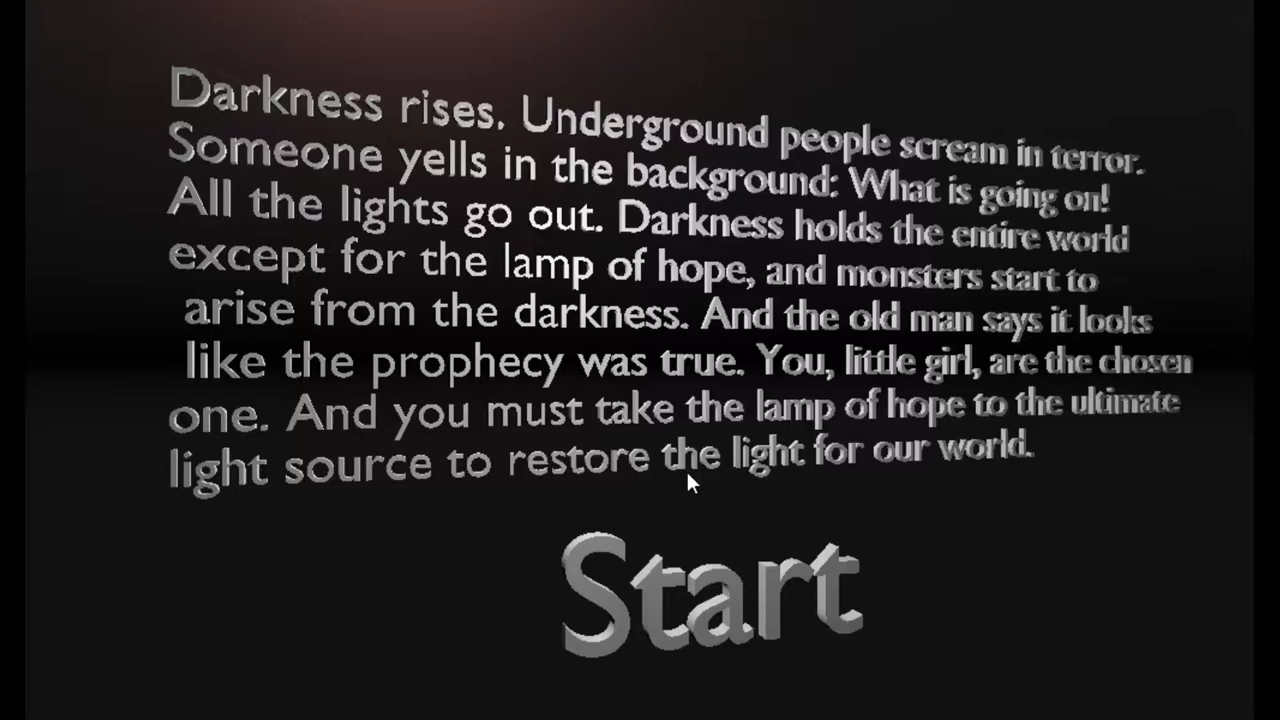 Darkness rises. Underground people scream in terror.
Someone yells in the background: What is going on!
All the lights go out. Darkness holds the entire world
except for the lamp of hope, and monsters start to
arise from the darkness. And the old man says it looks
like the prophecy was true. You, little girl, are the chosen
one. And you must take the lamp of hope to the ultimate
light source to restore the light for our world.
Start